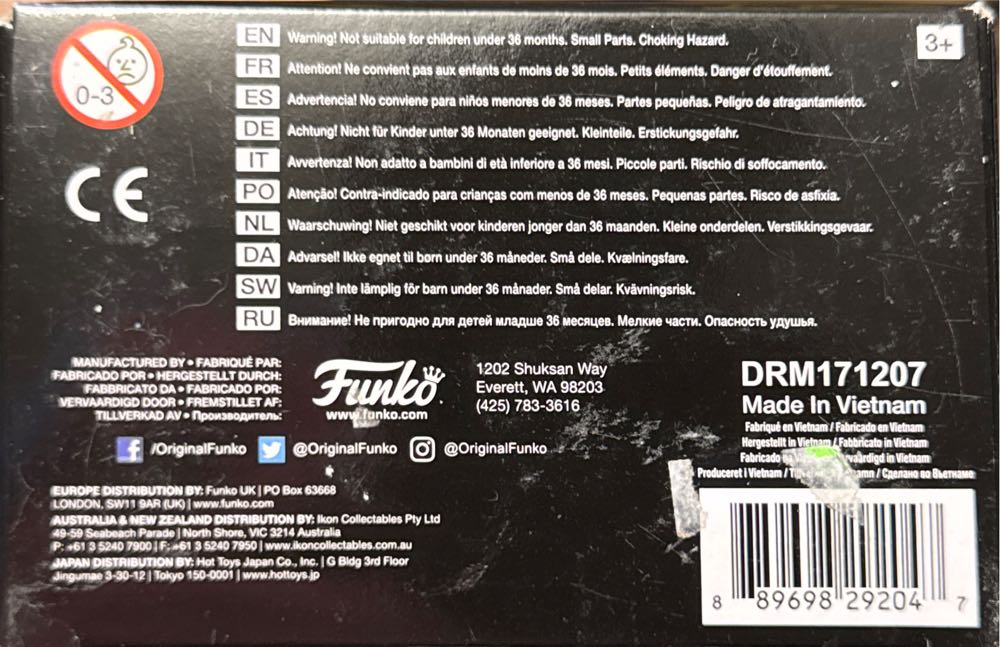 0-3
3+
EN Warning! Not suitable for children under 36 months. Small Parts. Choking Hazard.
FR Attention! Ne convient pas aux enfants de moins de 36 mois. Petits éléments. Danger d'étouffement.
ES Advertencia! No conviene para niños menores de 36 meses. Partes pequeñas. Peligro de atragantamiento.
DE Achtung! Nicht für Kinder unter 36 Monaten geeignet. Kleinteile. Erstickungsgefahr.
IT Avvertenza! Non adatto a bambini di età inferiore a 36 mesi. Piccole parti. Rischio di soffocamento.
PO Atenção! Contra-indicado para crianças com menos de 36 meses. Pequenas partes. Risco de asfixia.
NL Waarschuwing! Niet geschikt voor kinderen jonger dan 36 maanden. Kleine onderdelen. Verstikkingsgevaar.
DA Advarsel! Ikke egnet til børn under 36 måneder. Små dele. Kvælningsfare.
SW Varning! Inte lämplig för barn under 36 månader. Små delar. Kvävningsrisk.
RU Внимание! Не пригодно для детей младше 36 месяцев. Мелкие части. Опасность удушья.
CE
MANUFACTURED BY • FABRIQUÉ PAR:
FABRICADO POR • HERGESTELLT DURCH:
FABBRICATO DA • FABRICADO POR:
VERVAARDIGD DOOR • FREMSTILLET AF:
TILLVERKAD AV • Производитель:
Funko
www.funko.com
1202 Shuksan Way
Everett, WA 98203
(425) 783-3616
/OriginalFunko @OriginalFunko @OriginalFunko
EUROPE DISTRIBUTION BY: Funko UK | PO Box 63668
LONDON, SW11 9AR (UK) | www.funko.com
AUSTRALIA & NEW ZEALAND DISTRIBUTION BY: Ikon Collectables Pty Ltd
49-59 Seabeach Parade | North Shore, VIC 3214 Australia
P: +61 3 5240 7900 | F: +61 3 5240 7950 | www.ikoncollectables.com.au
JAPAN DISTRIBUTION BY: Hot Toys Japan Co., Inc. | G Bldg 3rd Floor
Jingumae 3-30-12 | Tokyo 150-0001 | www.hottoys.jp
DRM171207
Made In Vietnam
Fabriqué en Vietnam / Fabricado en Vietnam
Hergestellt in Vietnam / Fabbricato in Vietnam
Fabricado in Vietnam
Produceret i Vietnam / Сделано во Вьетнаме
8 89698 29204 7